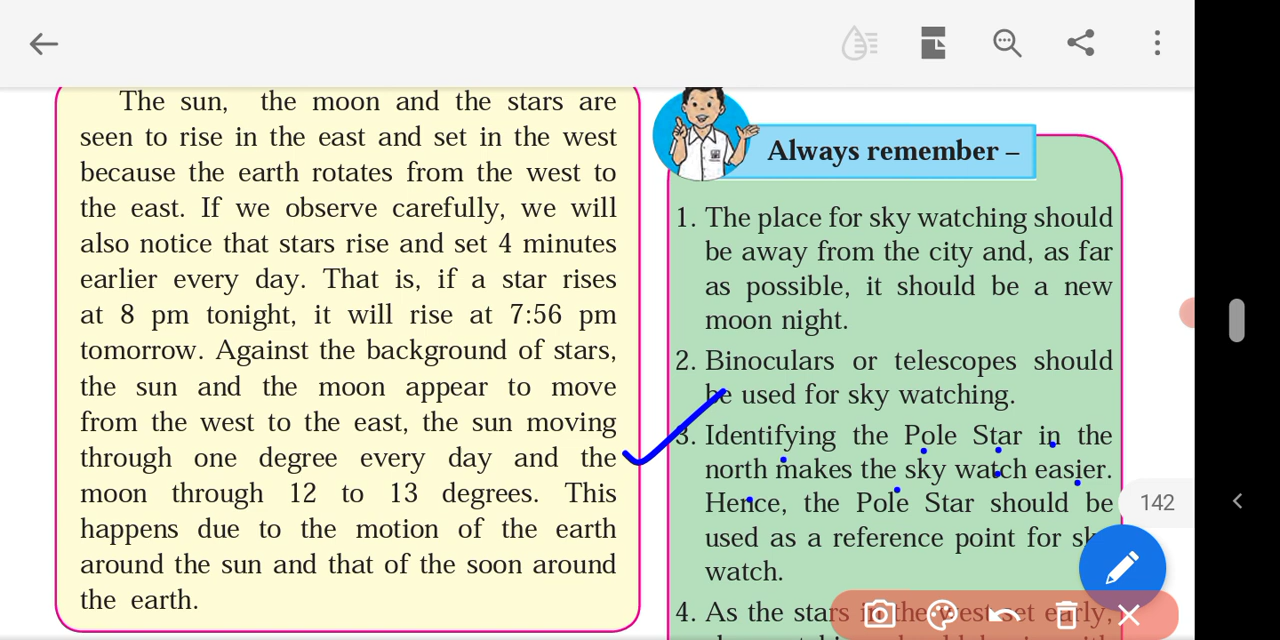 The sun, the moon and the stars are
seen to rise in the east and set in the west
because the earth rotates from the west to
the east. If we observe carefully, we will
also notice that stars rise and set 4 minutes
earlier every day. That is, if a star rises
at 8 pm tonight, it will rise at 7:56 pm
tomorrow. Against the background of stars,
the sun and the moon appear to move
from the west to the east, the sun moving
through one degree every day and the
moon through 12 to 13 degrees. This
happens due to the motion of the earth
around the sun and that of the soon around
the earth.
Always remember –
1. The place for sky watching should
be away from the city and, as far
as possible, it should be a new
moon night.
2. Binoculars or telescopes should
be used for sky watching.
3. Identifying the Pole Star in the
north makes the sky watch easier.
Hence, the Pole Star should be
used as a reference point for sky
watch.
4. As the stars in the west set early,
142